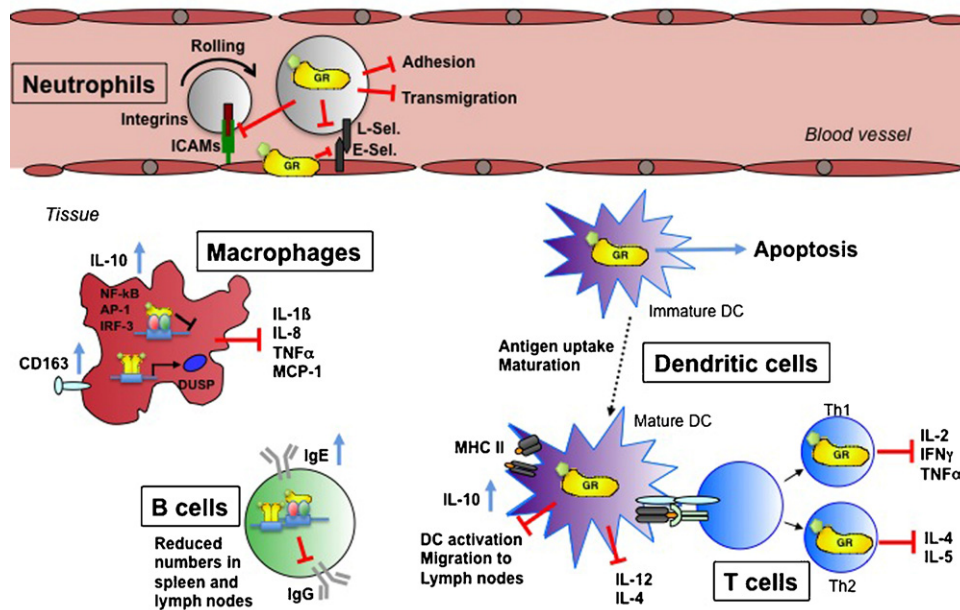 Neutrophils
Rolling
Integrins
ICAMs
GR
GR
Adhesion
Transmigration
L-Sel.
E-Sel.
Blood vessel
Tissue
Macrophages
IL-10
NF-kB
AP-1
IRF-3
CD163
DUSP
IL-1ß
IL-8
TNFα
MCP-1
GR
Apoptosis
Immature DC
Antigen uptake
Maturation
Dendritic cells
Mature DC
MHC II
IL-10
GR
DC activation
Migration to
Lymph nodes
IL-12
IL-4
Th1
GR
IL-2
IFNγ
TNFα
GR
Th2
IL-4
IL-5
T cells
B cells
Reduced
numbers in
spleen and
lymph nodes
IgE
IgG